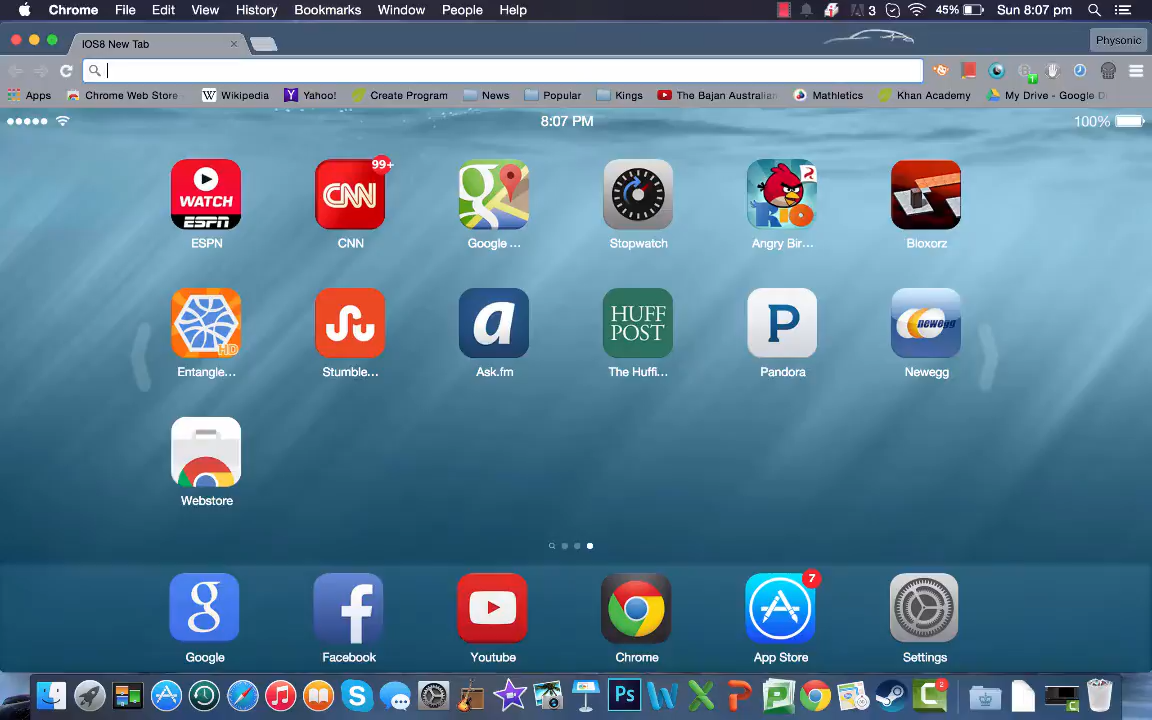 Chrome File Edit View History Bookmarks Window People Help 3 45% Sun 8:07 pm
IOS8 New Tab Physonic
Apps Chrome Web Store Wikipedia Yahoo! Create Program News Popular Kings The Bajan Australian Mathletics Khan Academy My Drive - Google D
8:07 PM 100%
WATCH ESPN CNN 99+ g RIO
ESPN CNN Google ... Stopwatch Angry Bir... Bloxorz
HD a HUFF POST P newegg
Entangle... Stumble... Ask.fm The Huffi... Pandora Newegg
Webstore
g f 7
Google Facebook Youtube Chrome App Store Settings
Ps 2